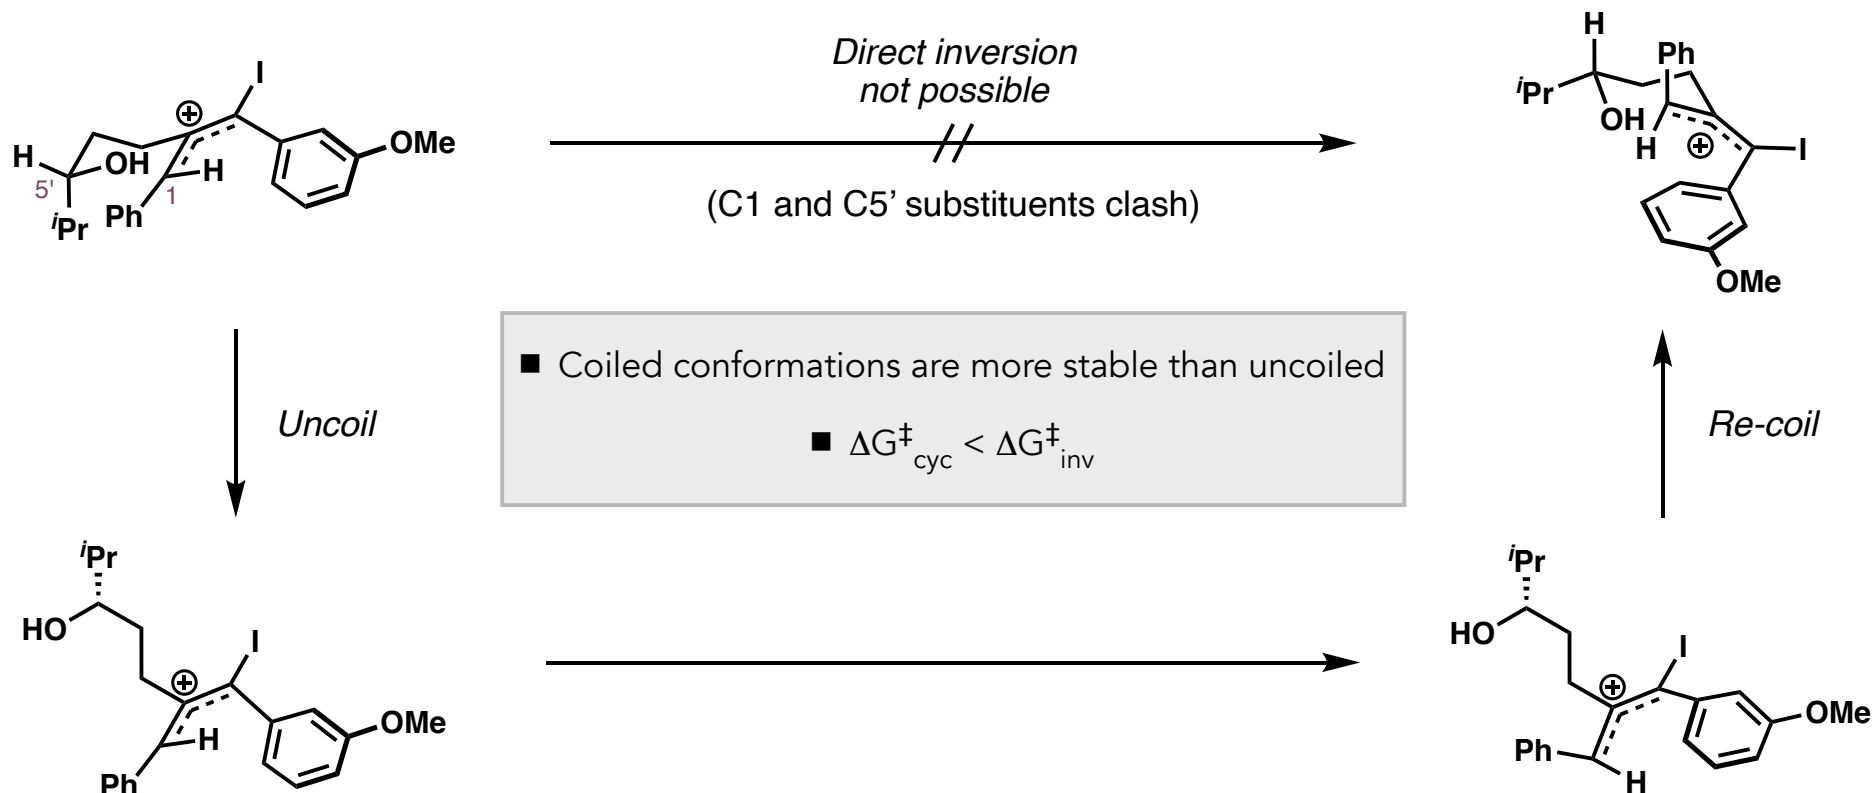 I
Direct inversion
not possible
H
Ph
ⁱPr
OH
H
⊕
I
OMe
⊕
OMe
H
OH
H
5'
1
ⁱPr
Ph
(C1 and C5’ substituents clash)
■ Coiled conformations are more stable than uncoiled
■ ΔG‡cyc < ΔG‡inv
Uncoil
Re-coil
ⁱPr
HO
I
⊕
OMe
H
Ph
ⁱPr
HO
I
⊕
OMe
Ph
H